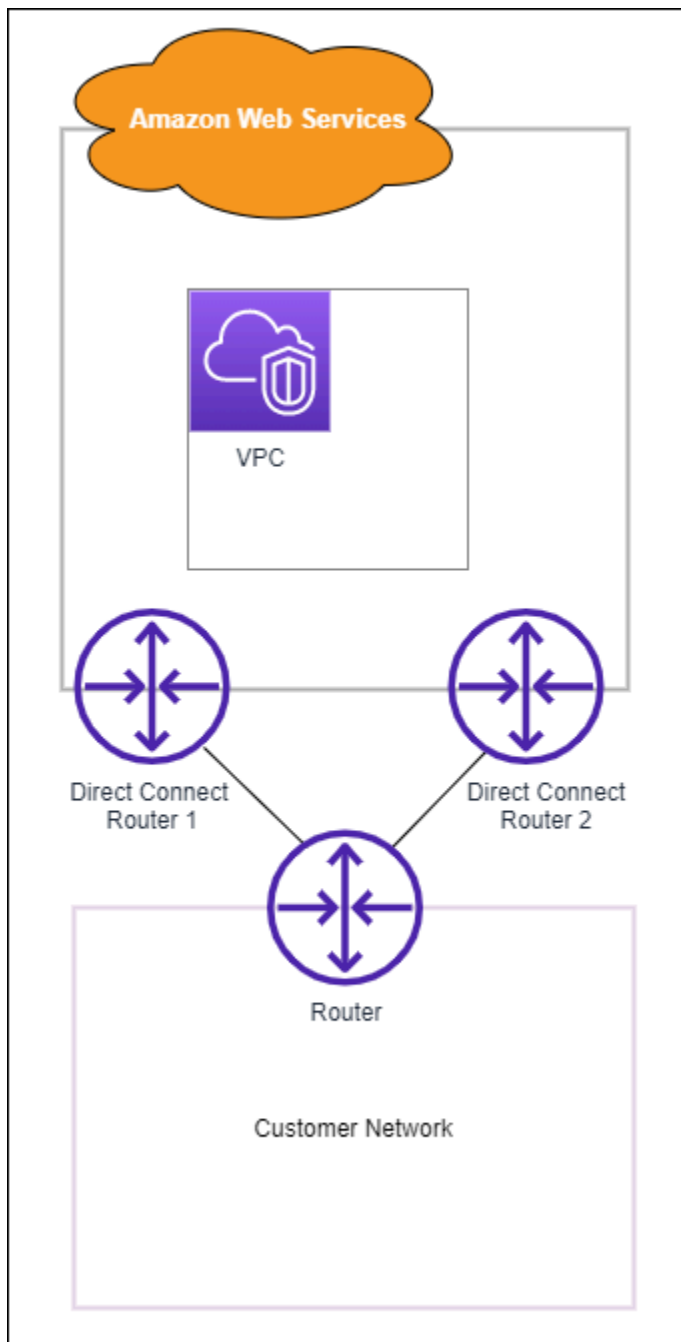 Amazon Web Services
VPC
Direct Connect
Router 1
Direct Connect
Router 2
Router
Customer Network